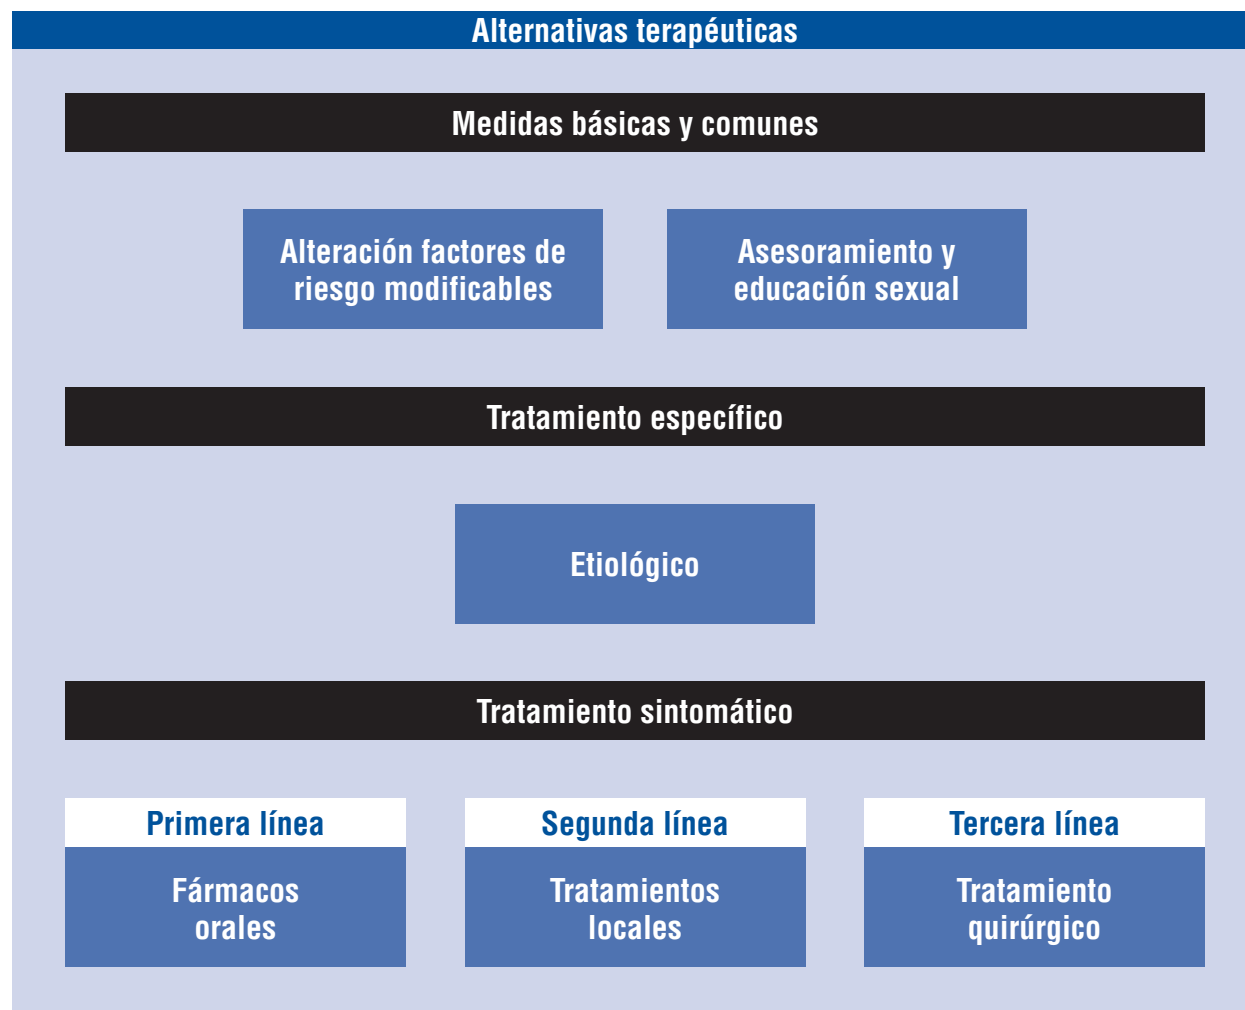 Alternativas terapéuticas
Medidas básicas y comunes
Alteración factores de
riesgo modificables
Asesoramiento y
educación sexual
Tratamiento específico
Etiológico
Tratamiento sintomático
Primera línea
Fármacos
orales
Segunda línea
Tratamientos
locales
Tercera línea
Tratamiento
quirúrgico